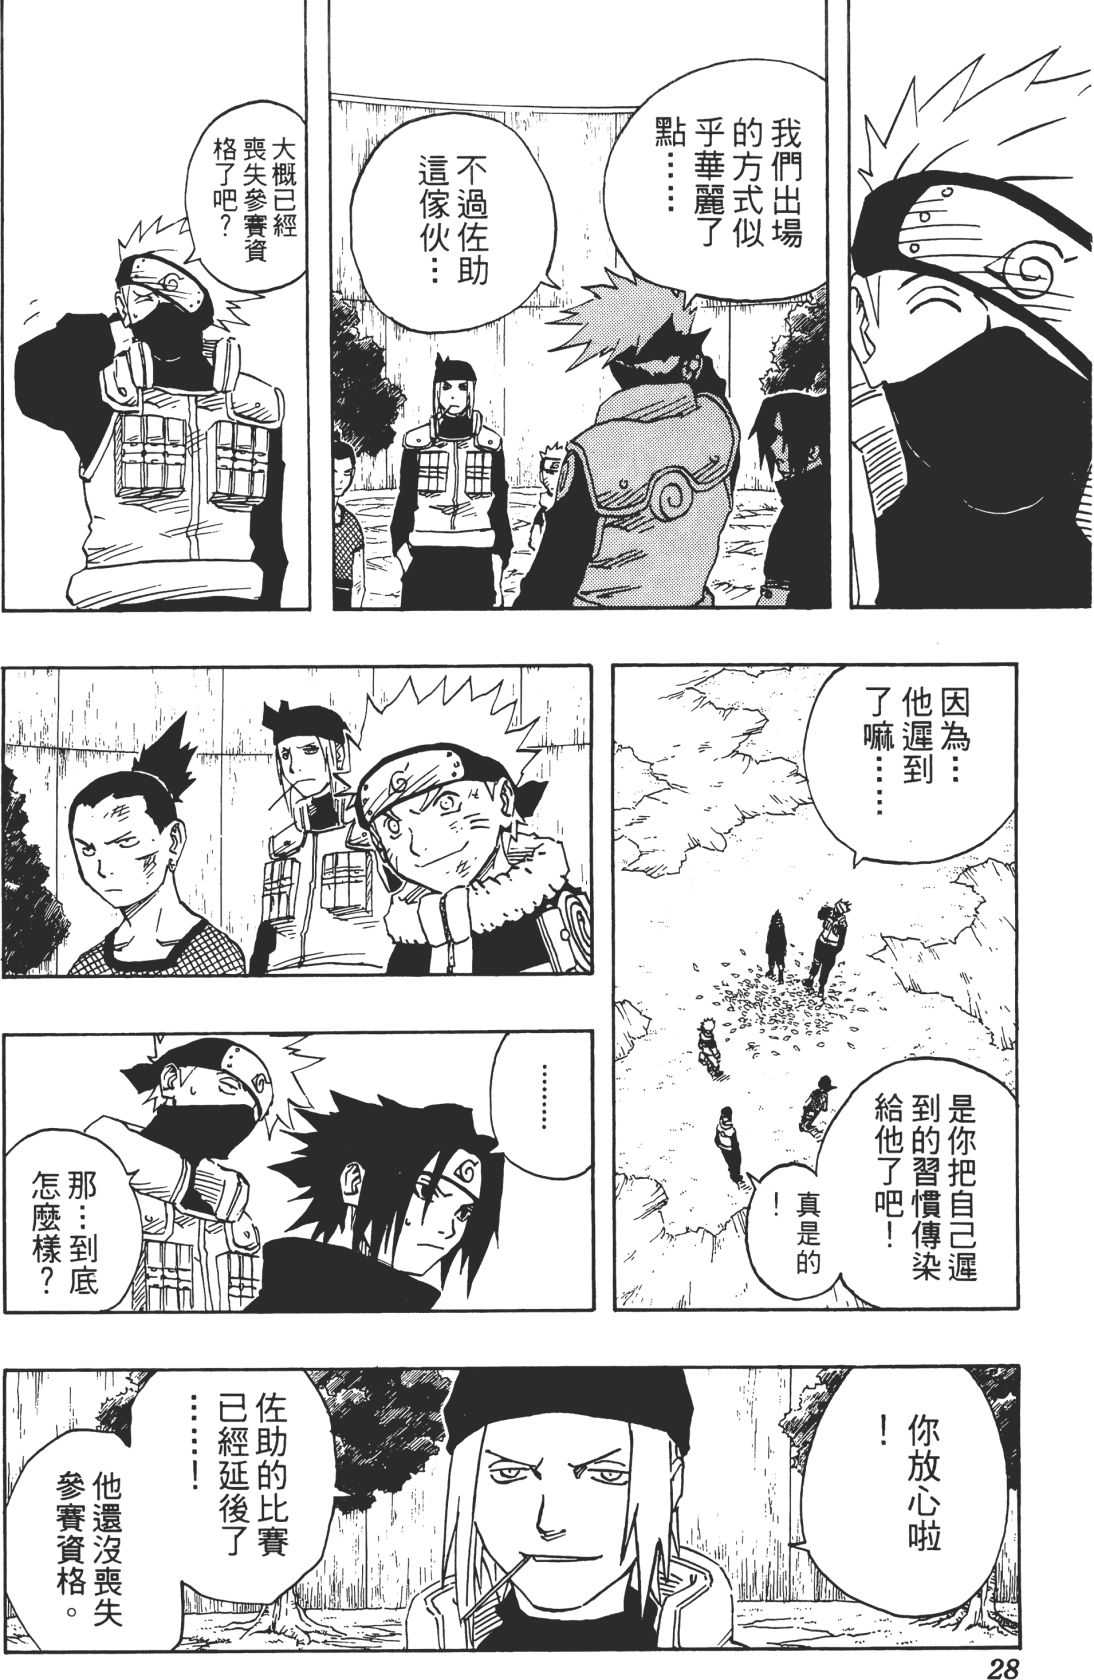 我們出場
的方式似
乎華麗了
點……
不過佐助
這傢伙…
大概已經
喪失參賽資
格了吧？
因為…
他遲到
了嘛……
是你把自己遲
到的習慣傳染
給他了吧！
真是的
！
………
那…到底
怎麼樣？
你放心啦
！
佐助的比賽
已經延後了
……！
他還沒喪失
參賽資格。
28